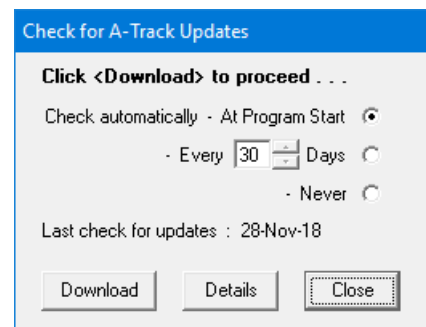 Check for A-Track Updates
Click <Download> to proceed . . .
Check automatically - At Program Start
- Every 30 Days
- Never
Last check for updates : 28-Nov-18
Download Details Close